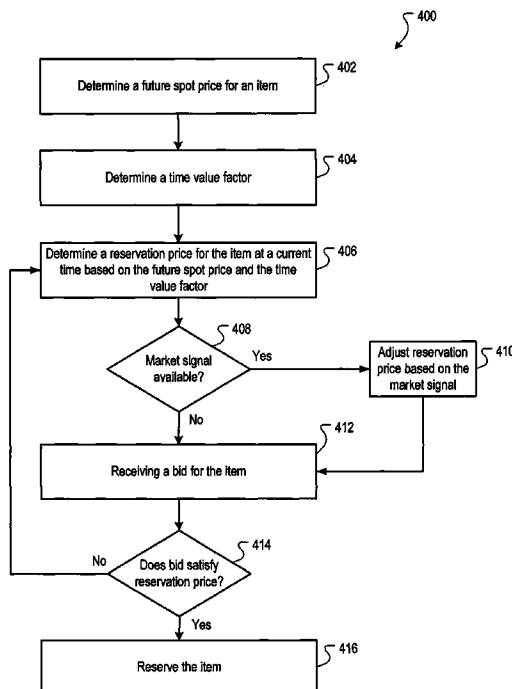 400
402
Determine a future spot price for an item
404
Determine a time value factor
406
Determine a reservation price for the item at a current
time based on the future spot price and the time
value factor
408
Market signal
available?
Yes
No
410
Adjust reservation
price based on the
market signal
412
Receiving a bid for the item
414
Does bid satisfy
reservation price?
No
Yes
416
Reserve the item